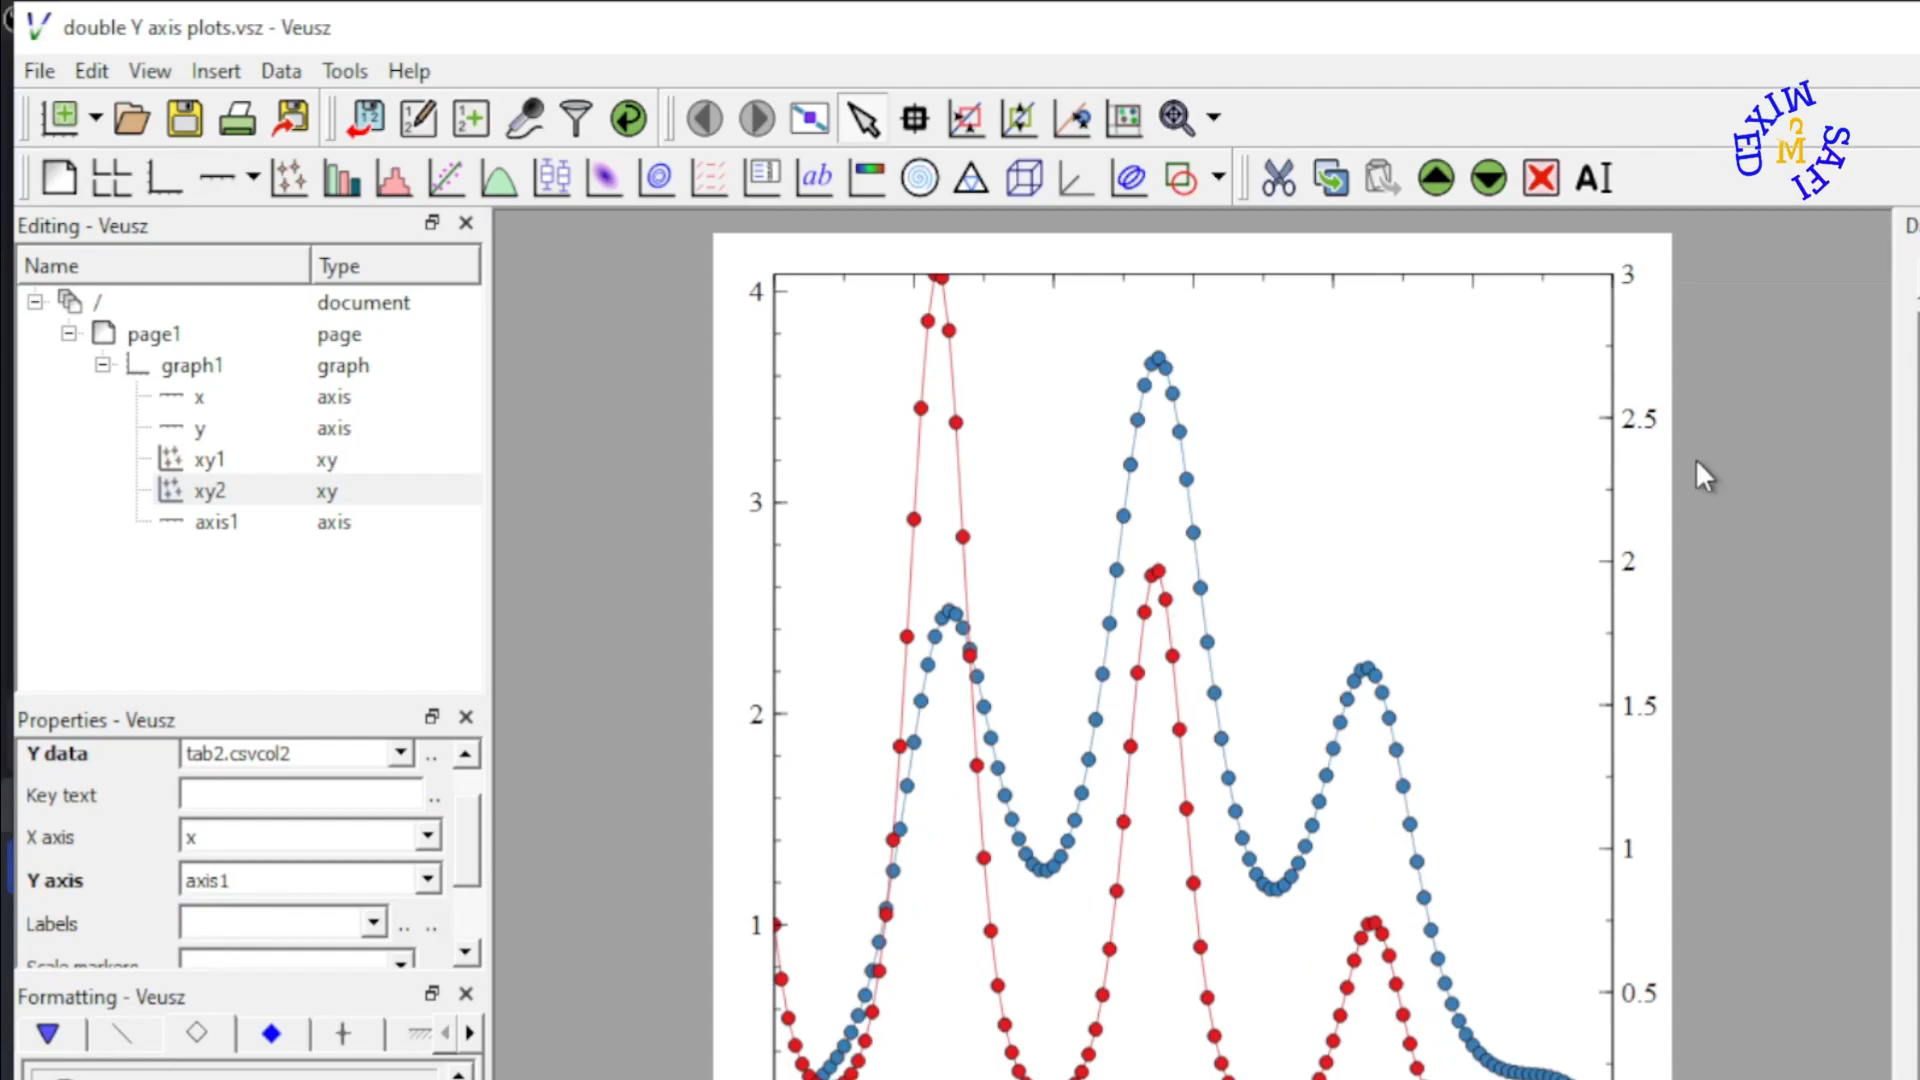 double Y axis plots.vsz - Veusz
File Edit View Insert Data Tools Help
MIXED
SAFI
Editing - Veusz
Name Type
/ document
page1 page
graph1 graph
x axis
y axis
xy1 xy
xy2 xy
axis1 axis
Properties - Veusz
Y data tab2.csvcol2
Key text
X axis x
Y axis axis1
Labels
Formatting - Veusz
4
3
2
1
3
2.5
2
1.5
1
0.5